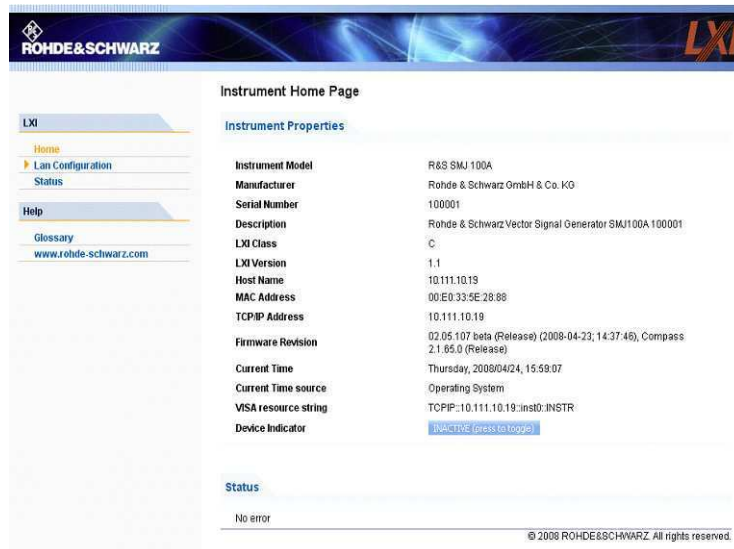 ROHDE&SCHWARZ
LXI
Instrument Home Page
LXI
Home
Lan Configuration
Status
Help
Glossary
www.rohde-schwarz.com
Instrument Properties
Instrument Model R&S SMJ 100A
Manufacturer Rohde & Schwarz GmbH & Co. KG
Serial Number 100001
Description Rohde & Schwarz Vector Signal Generator SMJ100A 100001
LXI Class C
LXI Version 1.1
Host Name 10.111.10.19
MAC Address 00:E0:33:5E:28:88
TCP/IP Address 10.111.10.19
Firmware Revision 02.05.107 beta (Release) (2008-04-23; 14:37:46), Compass
2.1.65.0 (Release)
Current Time Thursday, 2008/04/24, 15:59:07
Current Time source Operating System
VISA resource string TCPIP::10.111.10.19::inst0::INSTR
Device Indicator INACTIVE (press to toggle)
Status
No error
© 2008 ROHDE&SCHWARZ. All rights reserved.